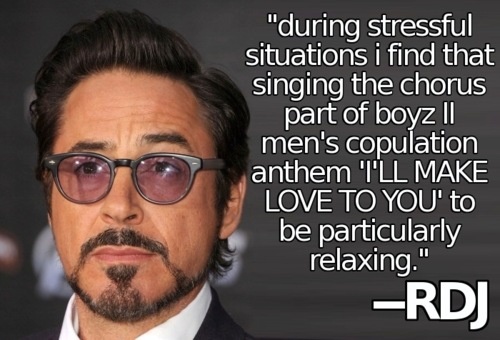 "during stressful
situations i find that
singing the chorus
part of boyz ll
men's copulation
anthem 'I'LL MAKE
LOVE TO YOU' to
be particularly
relaxing."
—RDJ